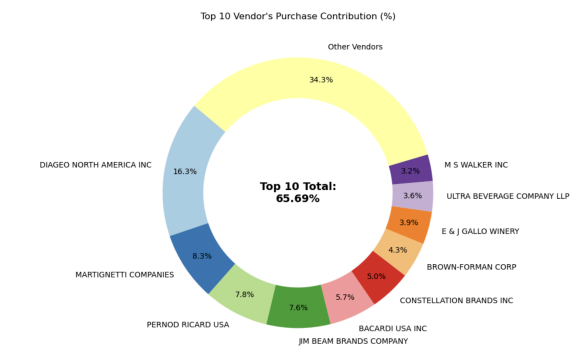 Top 10 Vendor's Purchase Contribution (%)
Other Vendors
34.3%
DIAGEO NORTH AMERICA INC
16.3%
MARTIGNETTI COMPANIES
8.3%
PERNOD RICARD USA
7.8%
JIM BEAM BRANDS COMPANY
7.6%
BACARDI USA INC
5.7%
CONSTELLATION BRANDS INC
5.0%
BROWN-FORMAN CORP
4.3%
E & J GALLO WINERY
3.9%
ULTRA BEVERAGE COMPANY LLP
3.6%
M S WALKER INC
3.2%
Top 10 Total:
65.69%